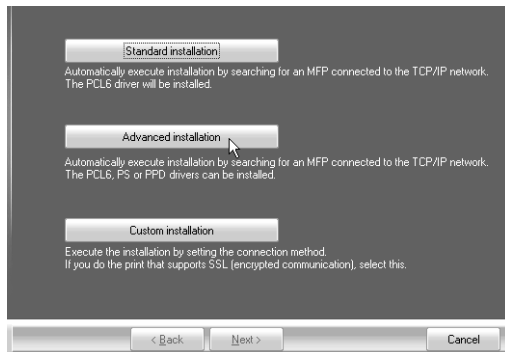 Standard installation
Automatically execute installation by searching for an MFP connected to the TCP/IP network.
The PCL6 driver will be installed.
Advanced installation
Automatically execute installation by searching for an MFP connected to the TCP/IP network.
The PCL6, PS or PPD drivers can be installed.
Custom installation
Execute the installation by setting the connection method.
If you do the print that supports SSL (encrypted communication), select this.
< Back Next > Cancel